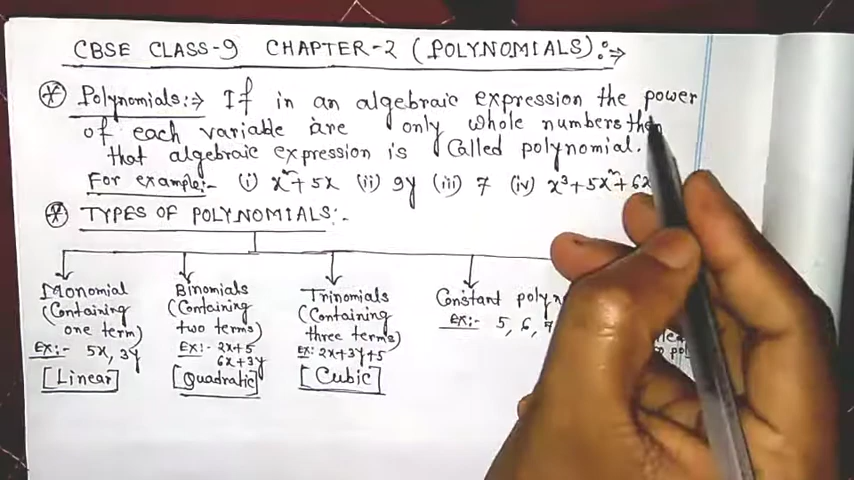 CBSE CLASS-9 CHAPTER-2 (POLYNOMIALS) :→
Polynomials:→ If in an algebraic expression the power
of each variable are only whole numbers then
that algebraic expression is called polynomial.
For example:- (i) x²+5x (ii) 9y (iii) 7 (iv) x³+5x²+6x
TYPES OF POLYNOMIALS:-
Monomial
(Containing
one term)
Ex:- 5x, 3y
[Linear]
Binomials
(Containing
two terms)
Ex:- 2x+5
6x+3y
[Quadratic]
Trinomials
(Containing
three terms)
Ex: 2x+3y+5
[Cubic]
Constant
Ex:- 5, 6, 7